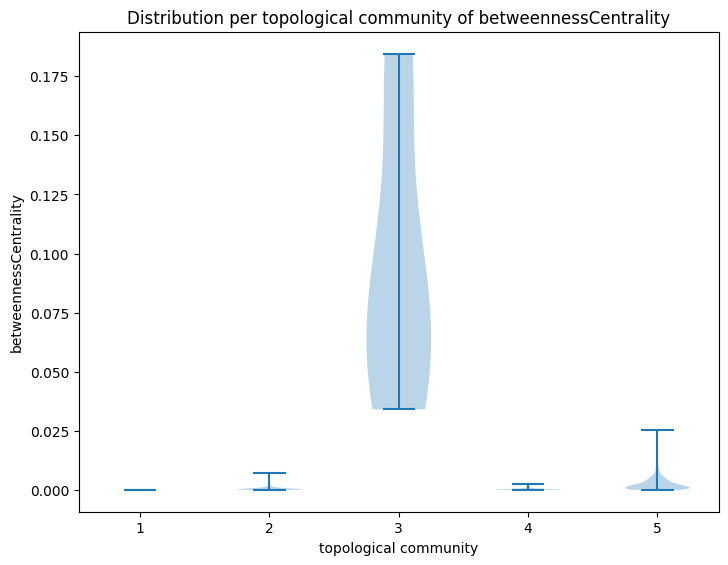 Distribution per topological community of betweennessCentrality
0.175
0.150
0.125
0.100
0.075
0.050
0.025
0.000
betweennessCentrality
1 2 3 4 5
topological community